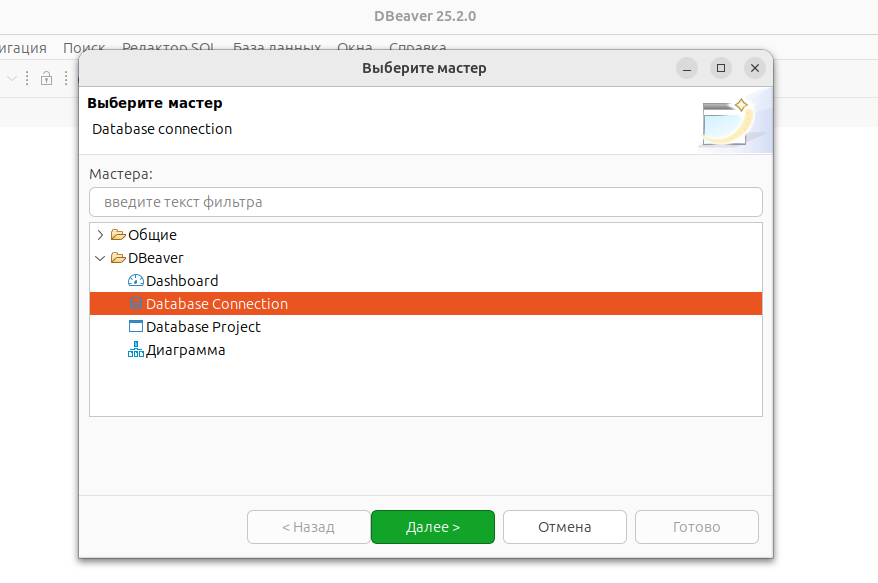 DBeaver 25.2.0
игация Поиск Редактор SQL База данных Окна Справка
Выберите мастер
Выберите мастер
Database connection
Мастера:
введите текст фильтра
Общие
DBeaver
Dashboard
Database Connection
Database Project
Диаграмма
< Назад Далее > Отмена Готово